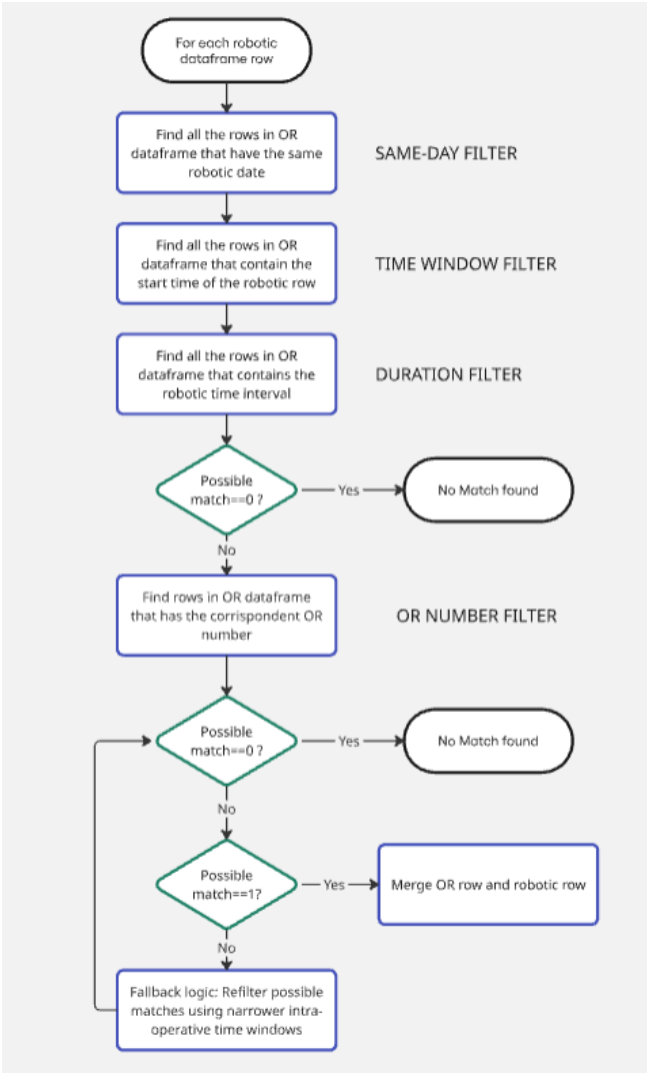 For each robotic
dataframe row
Find all the rows in OR
dataframe that have the same
robotic date
SAME-DAY FILTER
Find all the rows in OR
dataframe that contain the
start time of the robotic row
TIME WINDOW FILTER
Find all the rows in OR
dataframe that contains the
robotic time interval
DURATION FILTER
Possible
match==0 ?
Yes
No Match found
No
Find rows in OR dataframe
that has the corrispondent OR
number
OR NUMBER FILTER
Possible
match==0 ?
Yes
No Match found
No
Possible
match==1?
Yes
Merge OR row and robotic row
No
Fallback logic: Refilter possible
matches using narrower intra-
operative time windows